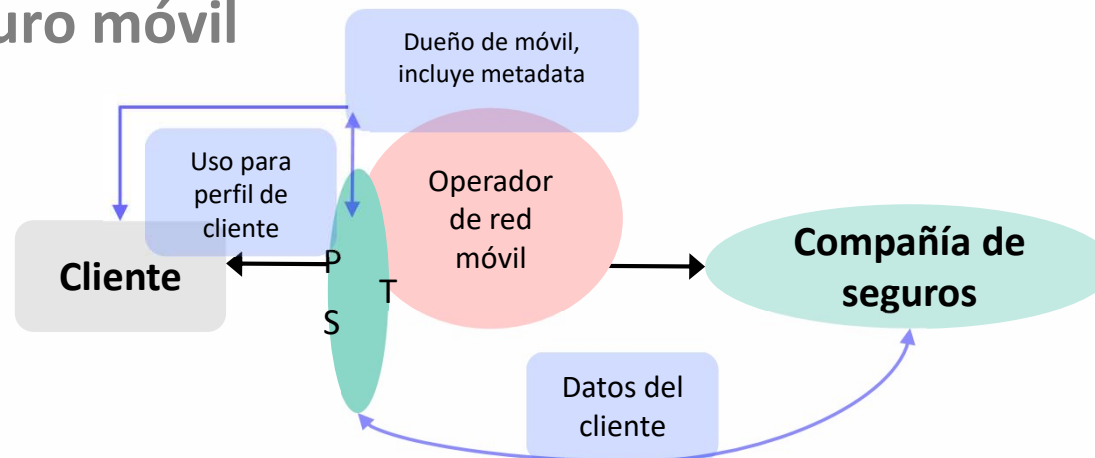 uro móvil
Dueño de móvil,
incluye metadata
Uso para
perfil de
cliente
Operador
de red
móvil
Cliente
P
T
S
Compañía de
seguros
Datos del
cliente